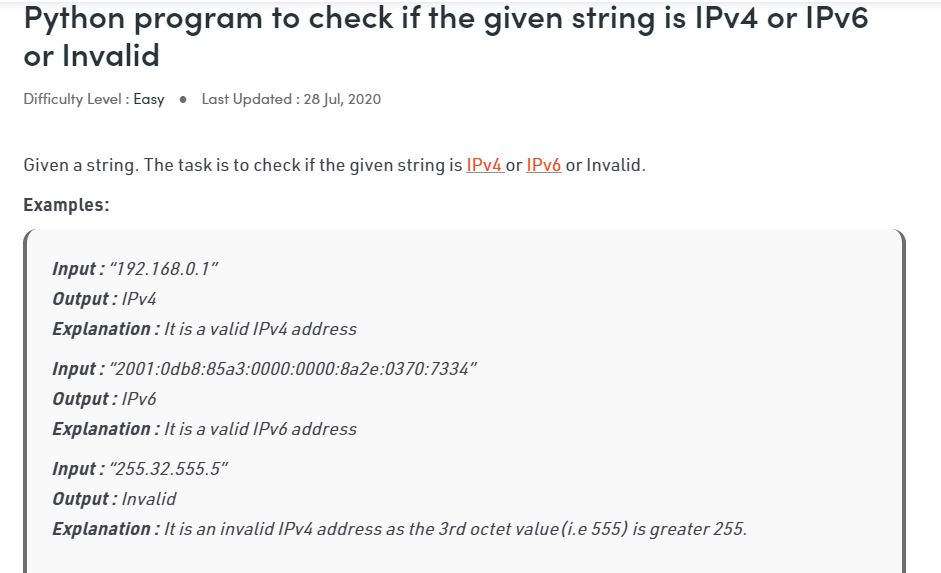 Python program to check if the given string is IPv4 or IPv6
or Invalid
Difficulty Level : Easy ● Last Updated : 28 Jul, 2020
Given a string. The task is to check if the given string is IPv4 or IPv6 or Invalid.
Examples:
Input : “192.168.0.1”
Output : IPv4
Explanation : It is a valid IPv4 address
Input : “2001:0db8:85a3:0000:0000:8a2e:0370:7334”
Output : IPv6
Explanation : It is a valid IPv6 address
Input : “255.32.555.5”
Output : Invalid
Explanation : It is an invalid IPv4 address as the 3rd octet value(i.e 555) is greater 255.